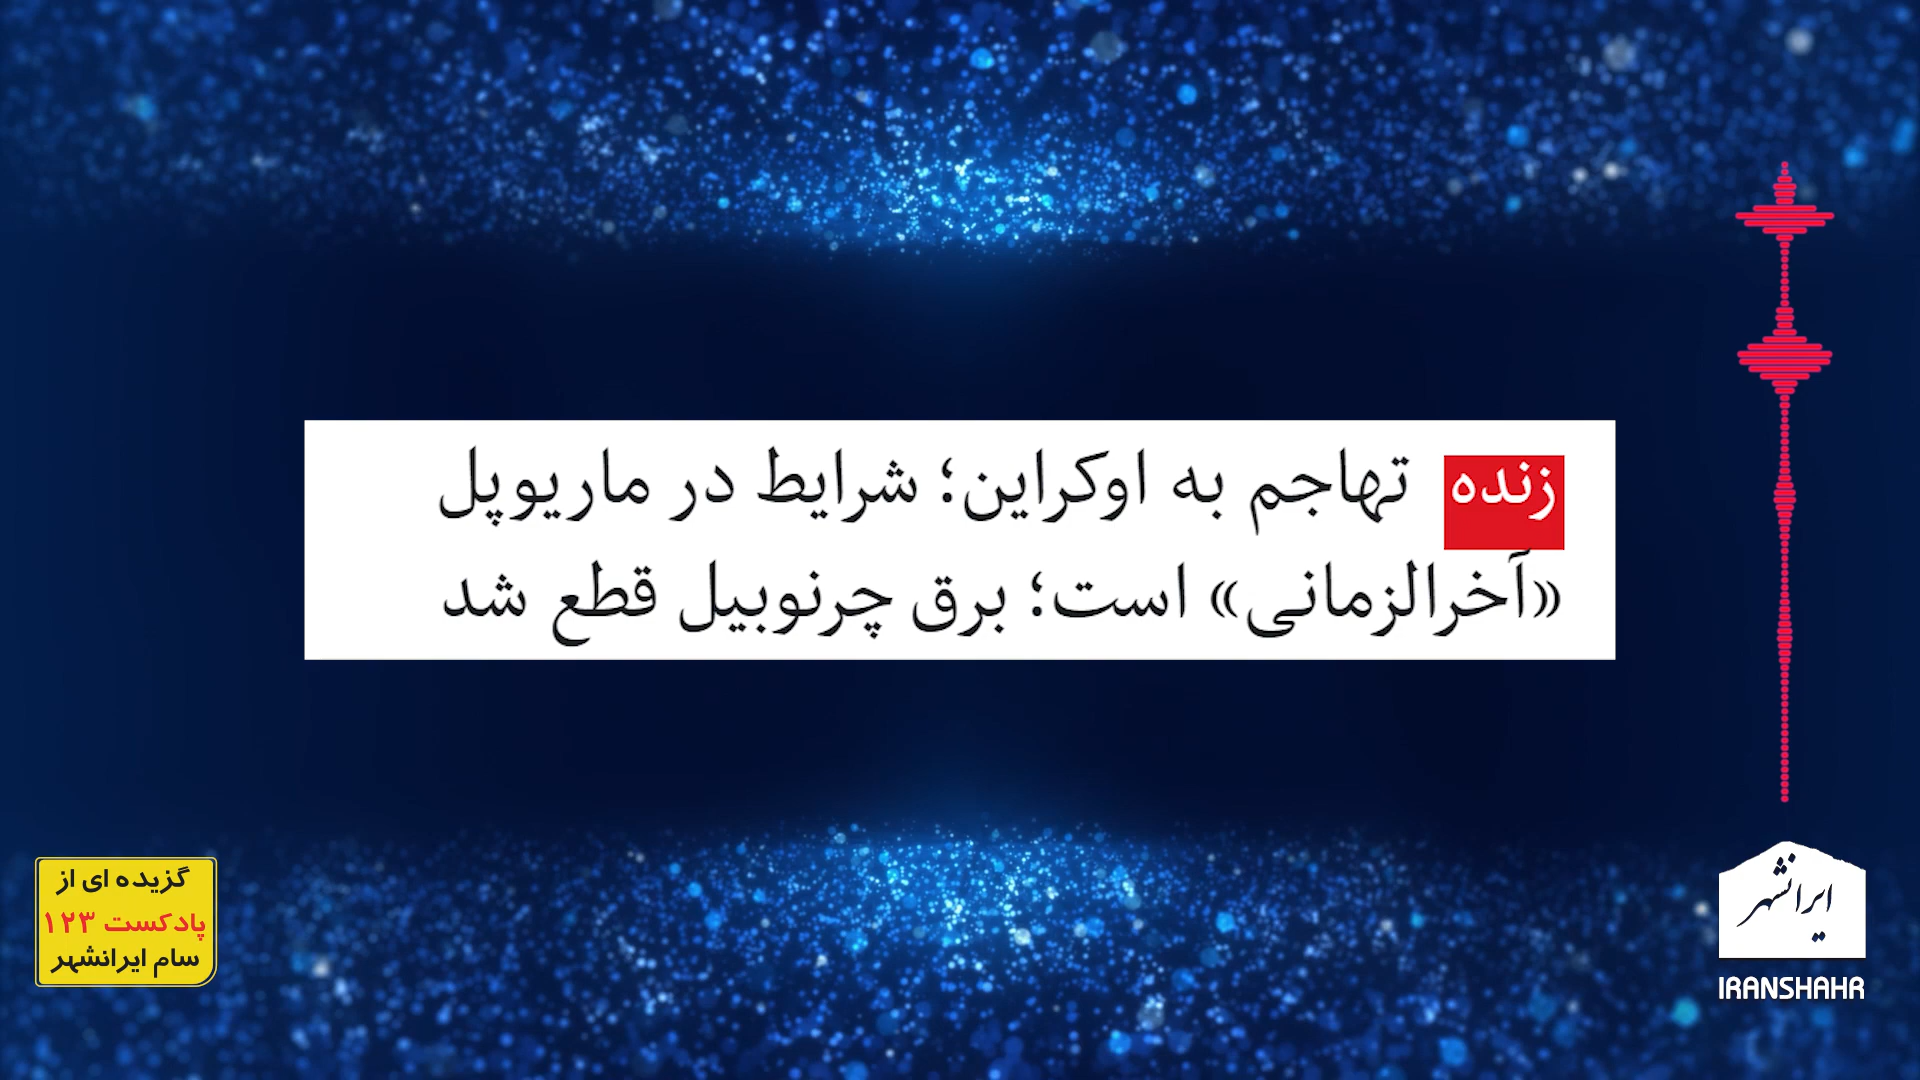 زنده تهاجم به اوکراین؛ شرایط در ماریوپل
«آخرالزمانی» است؛ برق چرنوبیل قطع شد
گزیده ای از
پادکست ۱۲۳
سام ایرانشهر
ایرانشهر
IRANSHAHR